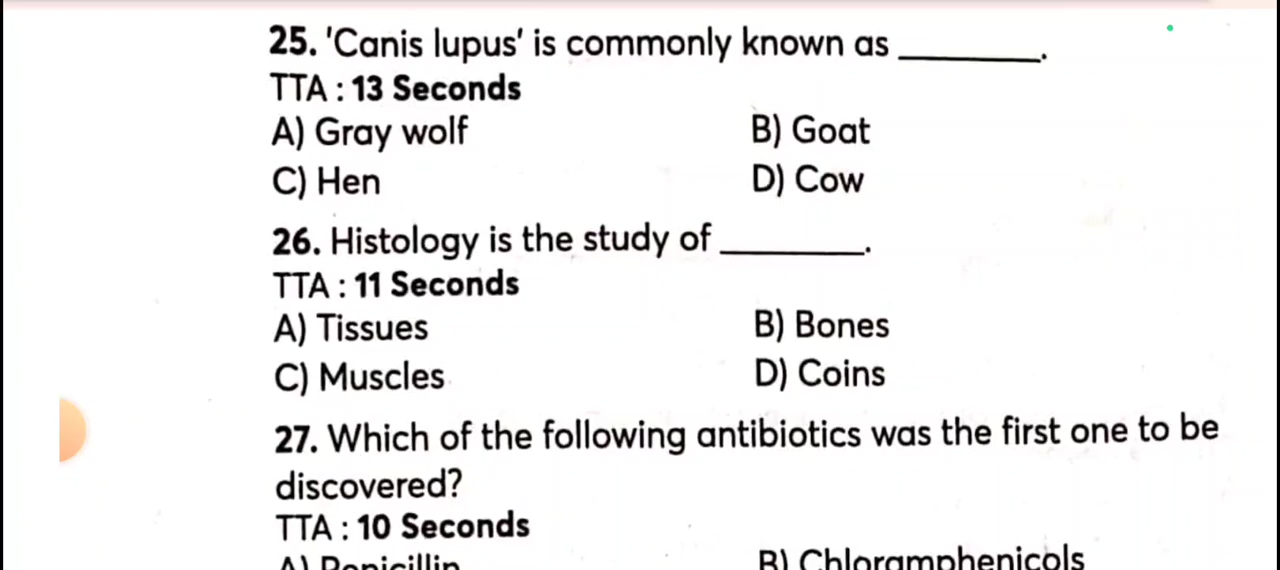 25. 'Canis lupus' is commonly known as ________.
TTA : 13 Seconds
A) Gray wolf B) Goat
C) Hen D) Cow
26. Histology is the study of ________.
TTA : 11 Seconds
A) Tissues B) Bones
C) Muscles D) Coins
27. Which of the following antibiotics was the first one to be
discovered?
TTA : 10 Seconds
A) Penicillin B) Chloramphenicols